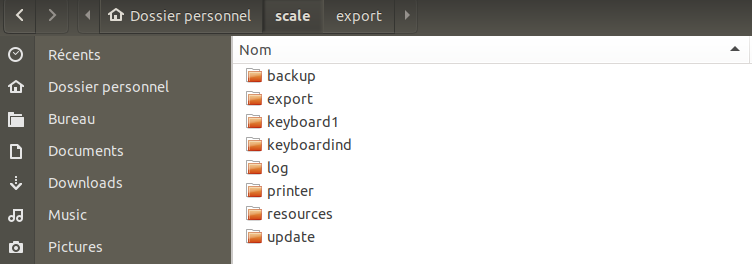 Dossier personnel scale export
Récents
Dossier personnel
Bureau
Documents
Downloads
Music
Pictures
Nom
backup
export
keyboard1
keyboardind
log
printer
resources
update